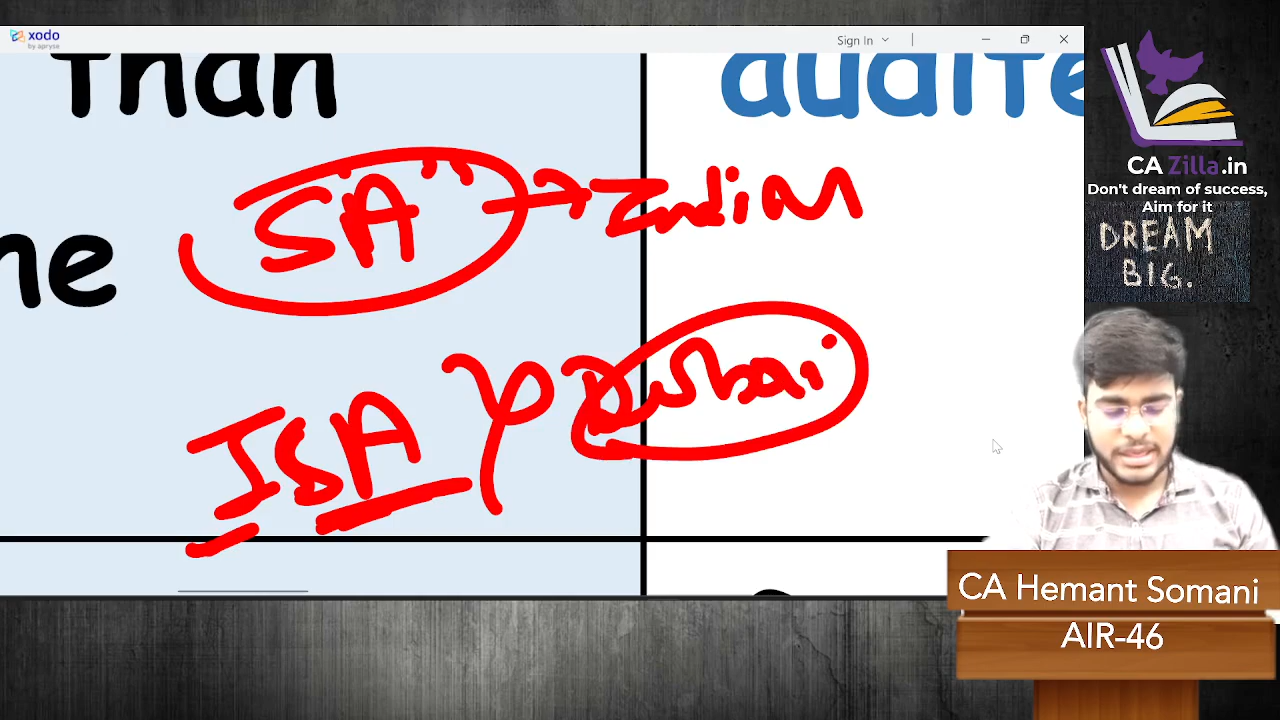 xodo
by apryse
Sign In
than
audite
SA" → Indian
ne
ISA } Dubai
CA Zilla.in
Don't dream of success,
Aim for it
DREAM
BIG.
CA Hemant Somani
AIR-46